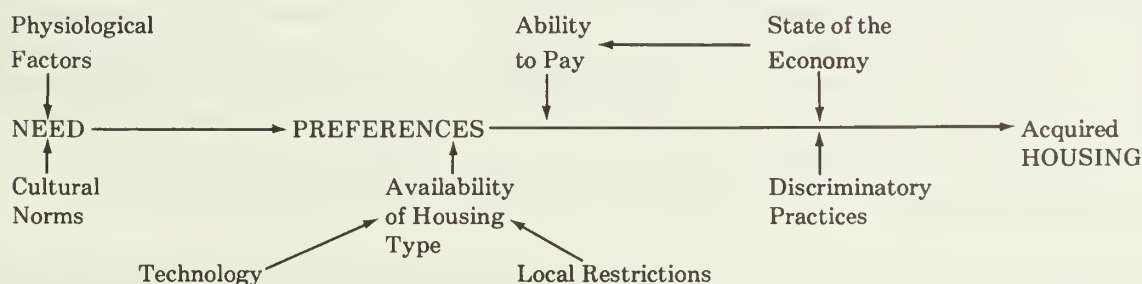 Physiological
Factors
Ability
to Pay
State of the
Economy
NEED
PREFERENCES
Acquired
HOUSING
Cultural
Norms
Availability
of Housing
Type
Discriminatory
Practices
Technology
Local Restrictions